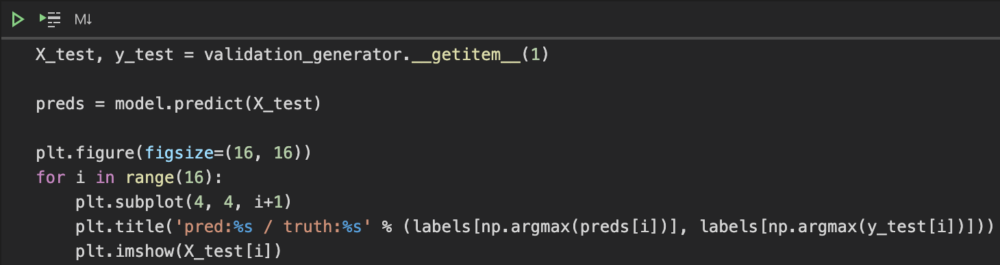 M↓
X_test, y_test = validation_generator.__getitem__(1)
preds = model.predict(X_test)
plt.figure(figsize=(16, 16))
for i in range(16):
    plt.subplot(4, 4, i+1)
    plt.title('pred:%s / truth:%s' % (labels[np.argmax(preds[i])], labels[np.argmax(y_test[i])]))
    plt.imshow(X_test[i])